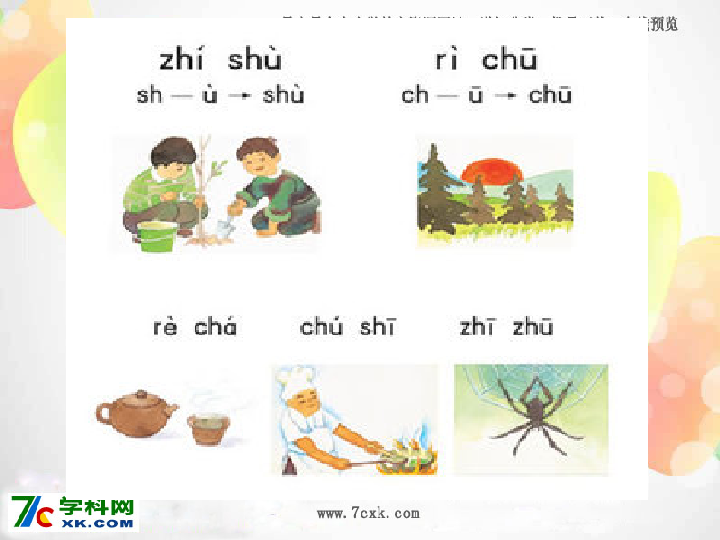 预览
zhí shù
rì chū
sh — ù → shù
ch — ū → chū
rè chá
chú shī
zhī zhū
7c 学科网
XK.COM
www.7cxk.com